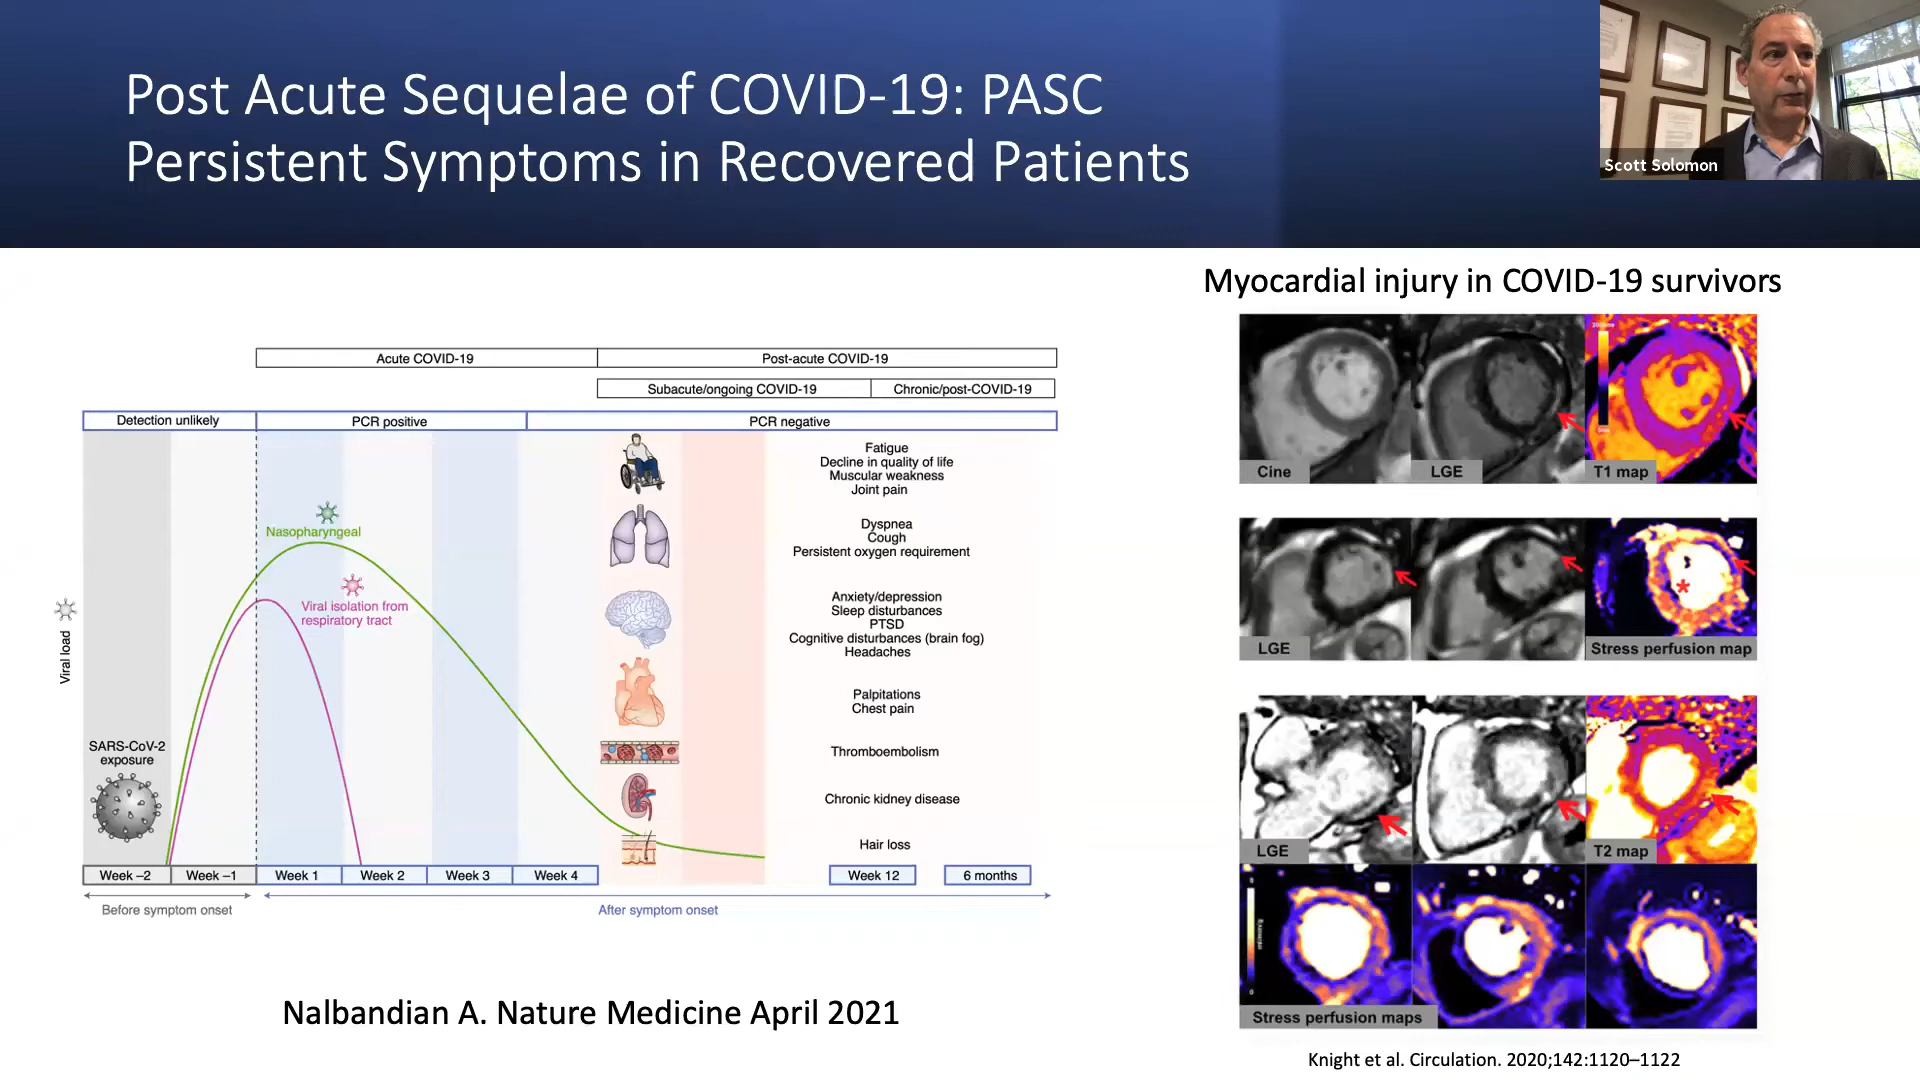 Post Acute Sequelae of COVID-19: PASC
Persistent Symptoms in Recovered Patients
Scott Solomon
Myocardial injury in COVID-19 survivors
Acute COVID-19
Post-acute COVID-19
Subacute/ongoing COVID-19
Chronic/post-COVID-19
Detection unlikely
PCR positive
PCR negative
Fatigue
Decline in quality of life
Muscular weakness
Joint pain
Nasopharyngeal
Dyspnea
Cough
Persistent oxygen requirement
Viral isolation from
respiratory tract
Viral load
Anxiety/depression
Sleep disturbances
PTSD
Cognitive disturbances (brain fog)
Headaches
Palpitations
Chest pain
SARS-CoV-2
exposure
Thromboembolism
Chronic kidney disease
Hair loss
Week –2
Week –1
Week 1
Week 2
Week 3
Week 4
Week 12
6 months
Before symptom onset
After symptom onset
Nalbandian A. Nature Medicine April 2021
Cine
LGE
T1 map
LGE
*
Stress perfusion map
LGE
T2 map
Stress perfusion maps
Knight et al. Circulation. 2020;142:1120–1122